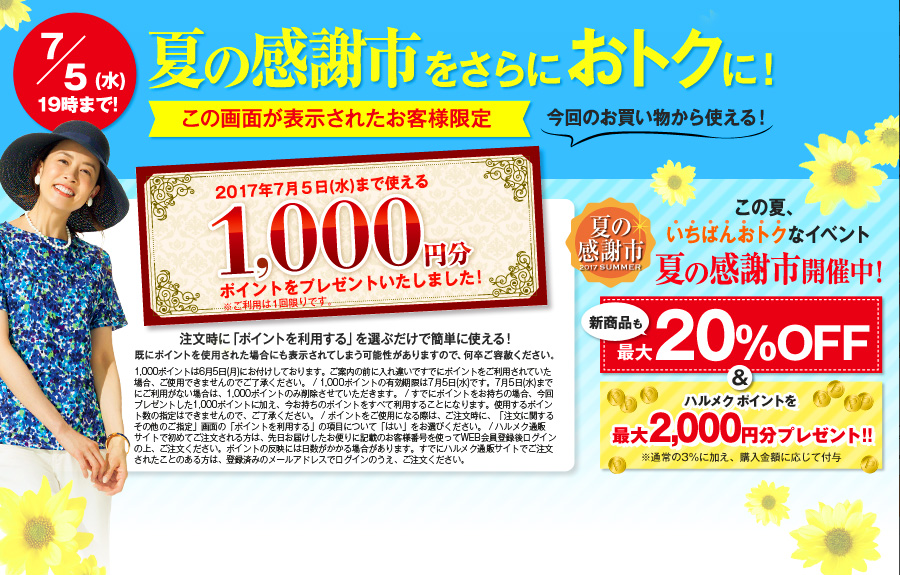 7/5(水)
19時まで!
夏の感謝市をさらにおトクに!
この画面が表示されたお客様限定
今回のお買い物から使える!
2017年7月5日(水)まで使える
1,000円分
ポイントをプレゼントいたしました!
※ご利用は1回限りです。
注文時に「ポイントを利用する」を選ぶだけで簡単に使える!
既にポイントを使用された場合にも表示されてしまう可能性がありますので、何卒ご容赦ください。
1,000ポイントは6月5日(月)にお付けしております。ご案内の前に入れ違いですでにポイントをご利用されていた
場合、ご使用できませんのでご了承ください。 / 1,000ポイントの有効期限は7月5日(水)です。7月5日(水)まで
にご利用がない場合は、1,000ポイントのみ削除させていただきます。 / すでにポイントをお持ちの場合、今回
プレゼントした1,000ポイントに加え、今お持ちのポイントをすべて利用することになります。使用するポイン
ト数の指定はできませんので、ご了承ください。 / ポイントをご使用になる際は、ご注文時に、「注文に関する
その他のご指定」画面の「ポイントを利用する」の項目について「はい」をお選びください。 / ハルメク通販
サイトで初めてご注文される方は、先日お届けしたお便りに記載のお客様番号を使ってWEB会員登録後ログイン
の上、ご注文ください。ポイントの反映には日数がかかる場合があります。すでにハルメク通販サイトでご注文
されたことのある方は、登録済みのメールアドレスでログインのうえ、ご注文ください。
夏の
感謝市
2017 SUMMER
この夏、
いちばんおトクなイベント
夏の感謝市開催中!
新商品も
最大20%OFF
&
ハルメク ポイントを
最大2,000円分プレゼント!!
※通常の3%に加え、購入金額に応じて付与